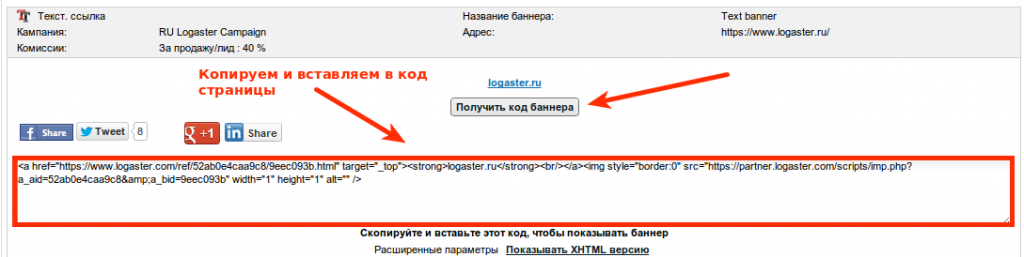 Текст. ссылка Название баннера: Text banner
Кампания: RU Logaster Campaign Адрес: https://www.logaster.ru/
Комиссии: За продажу/лид : 40 %
Копируем и вставляем в код
страницы
logaster.ru
Получить код баннера
f Share Tweet 8 g +1 in Share
<a href="https://www.logaster.com/ref/52ab0e4caa9c8/9eec093b.html" target="_top"><strong>logaster.ru</strong><br/></a><img style="border:0" src="https://partner.logaster.com/scripts/imp.php?
a_aid=52ab0e4caa9c8&amp;a_bid=9eec093b" width="1" height="1" alt="" />
Скопируйте и вставьте этот код, чтобы показывать баннер
Расширенные параметры Показывать XHTML версию